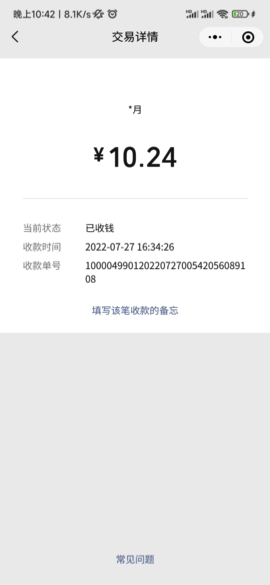 晚上10:42 | 8.1K/s
交易详情
*月
¥10.24
当前状态 已收钱
收款时间 2022-07-27 16:34:26
收款单号 100004990120220727005420560891
08
填写该笔收款的备忘
常见问题